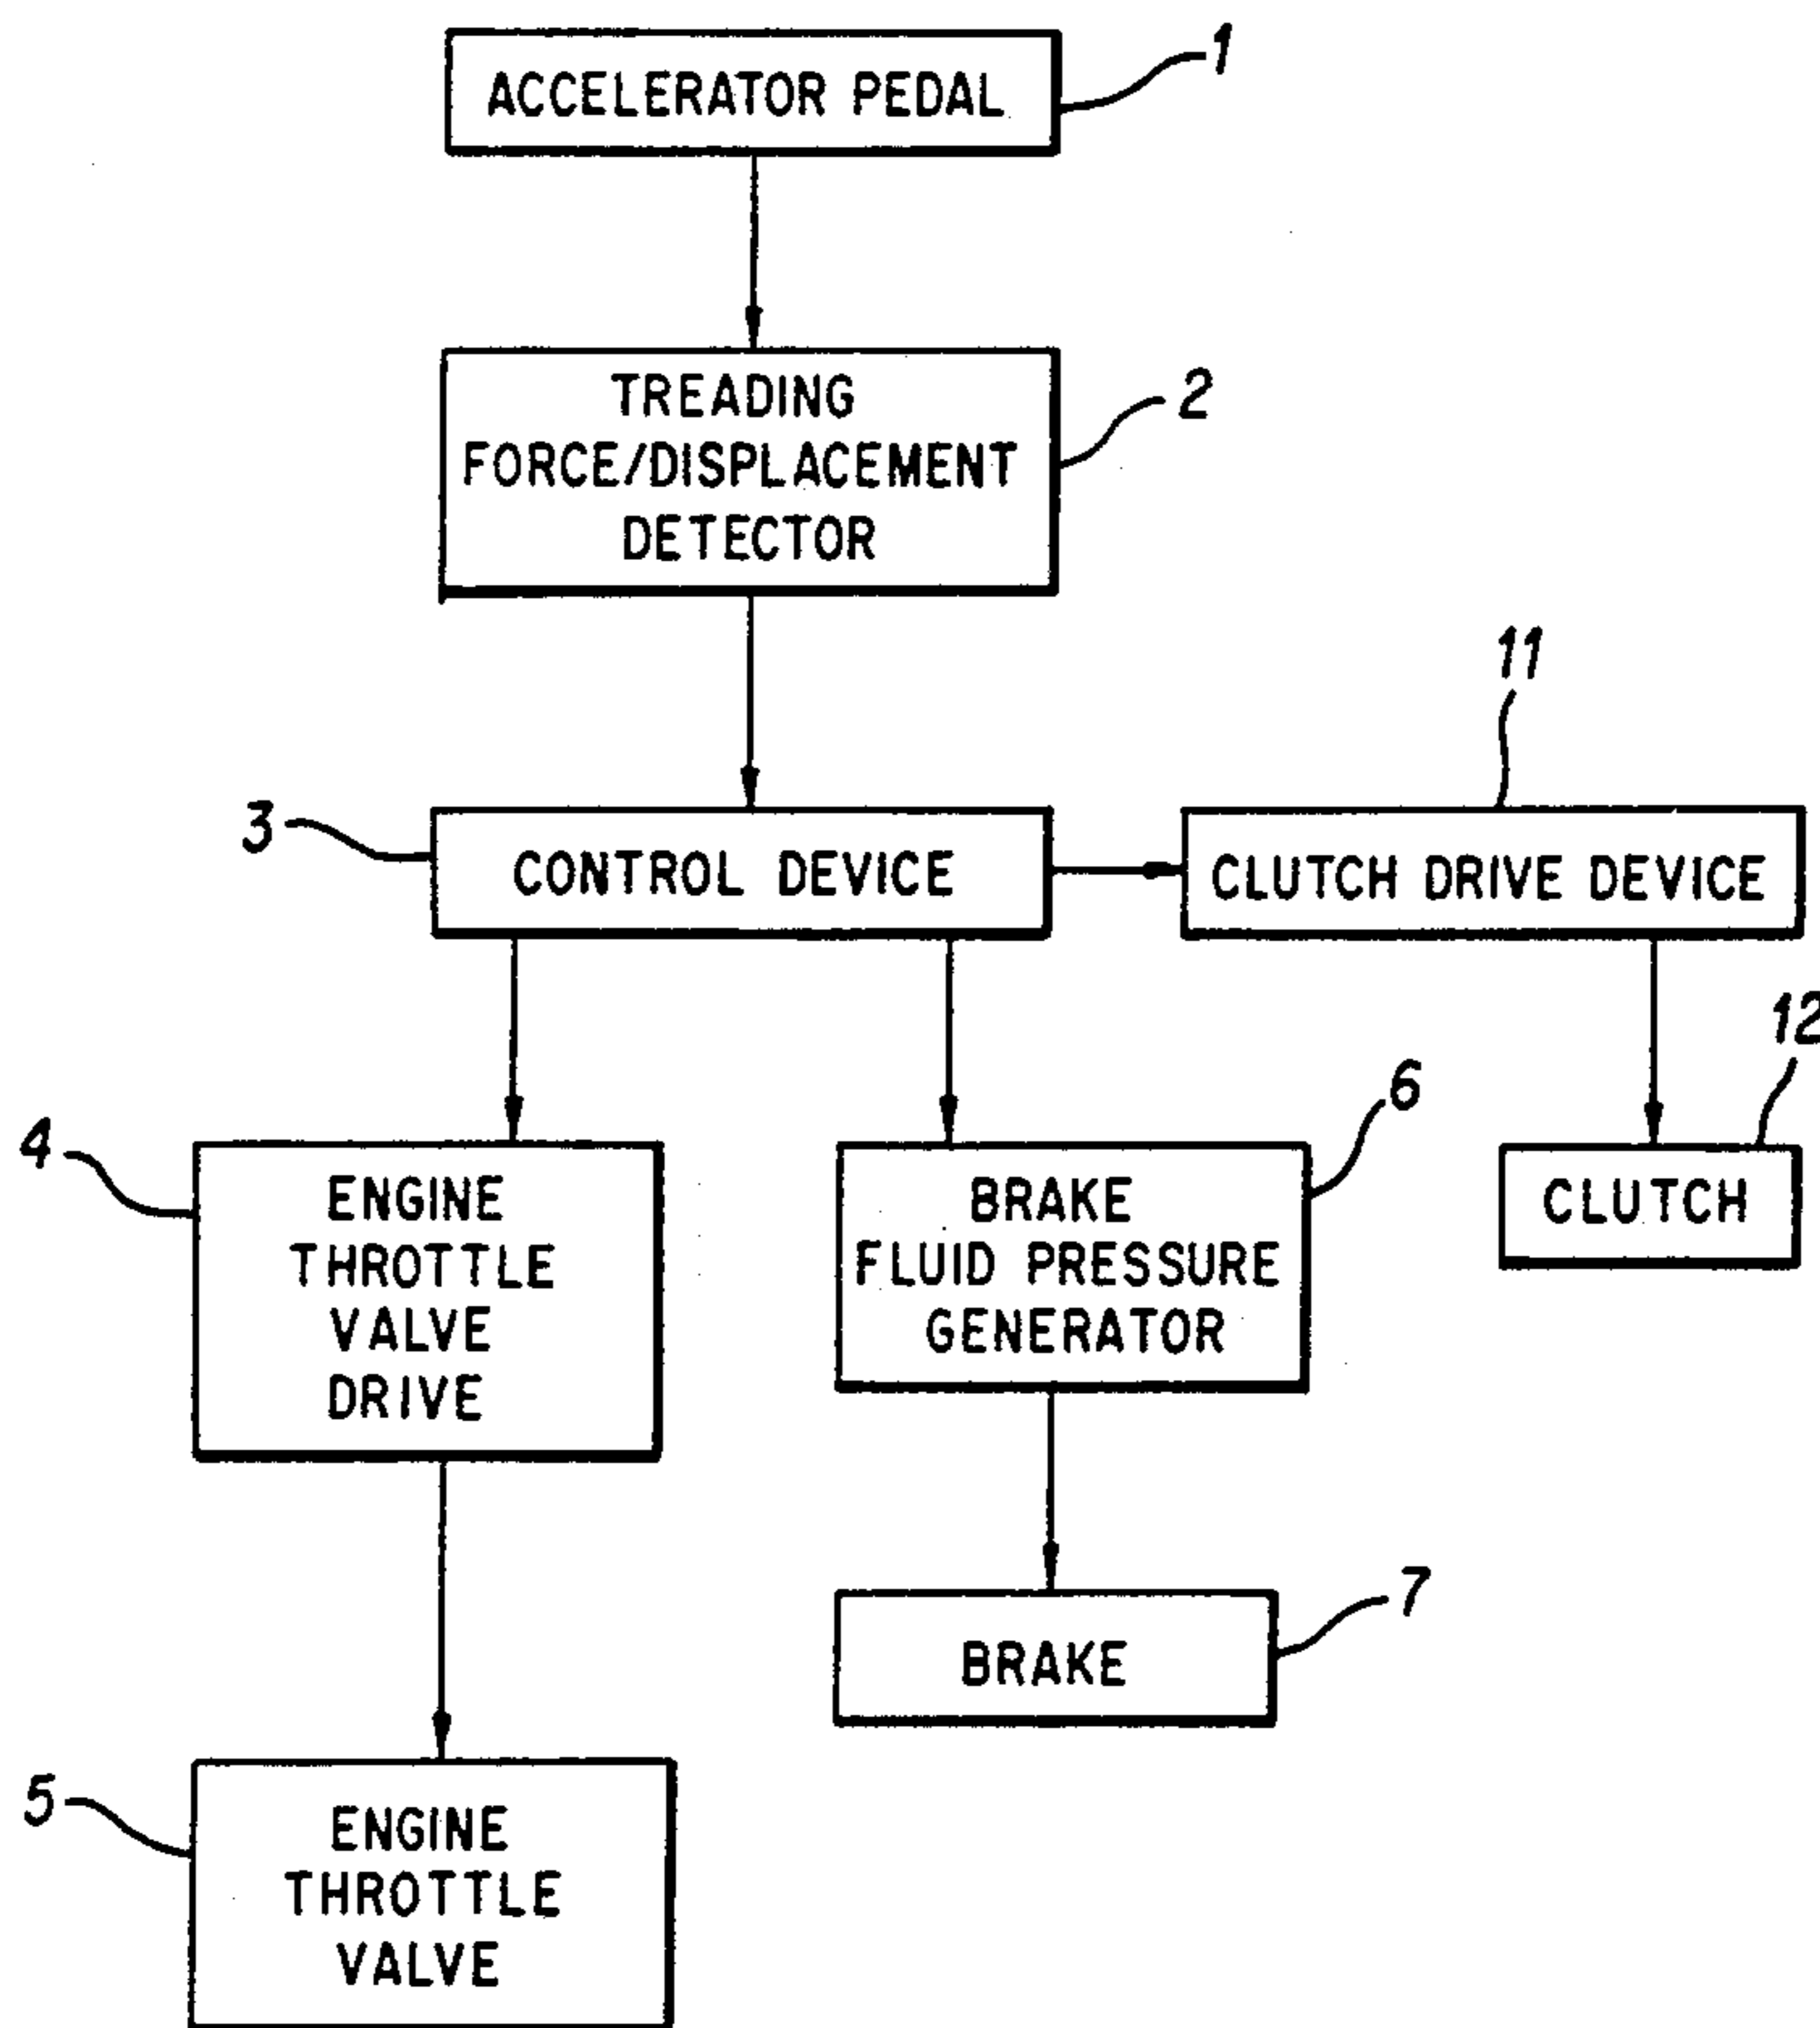 1
ACCELERATOR PEDAL
2
TREADING
FORCE/DISPLACEMENT
DETECTOR
11
3
CONTROL DEVICE
CLUTCH DRIVE DEVICE
12
6
4
ENGINE
THROTTLE
VALVE
DRIVE
BRAKE
FLUID PRESSURE
GENERATOR
CLUTCH
7
BRAKE
5
ENGINE
THROTTLE
VALVE